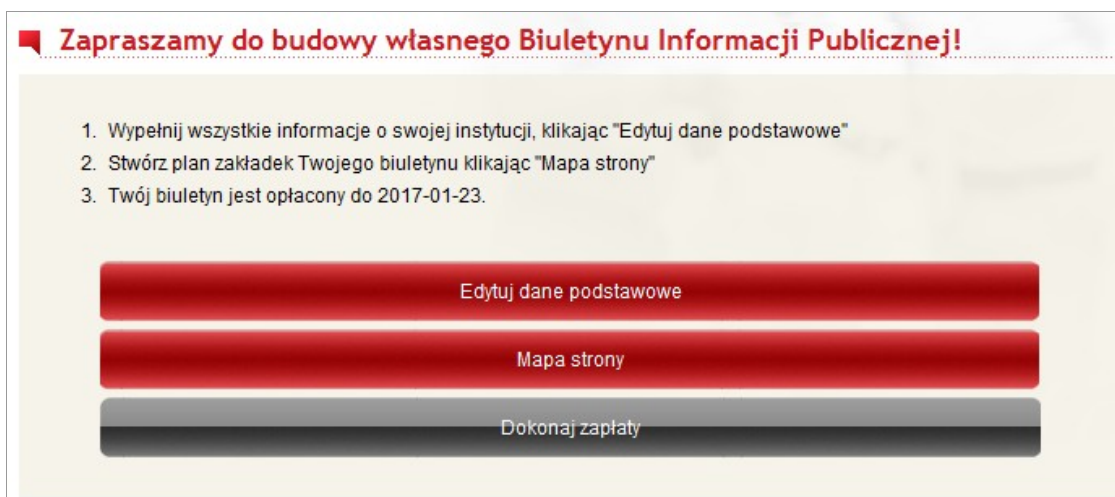 Zapraszamy do budowy własnego Biuletynu Informacji Publicznej!
1. Wypełnij wszystkie informacje o swojej instytucji, klikając "Edytuj dane podstawowe"
2. Stwórz plan zakładek Twojego biuletynu klikając "Mapa strony"
3. Twój biuletyn jest opłacony do 2017-01-23.
Edytuj dane podstawowe
Mapa strony
Dokonaj zapłaty